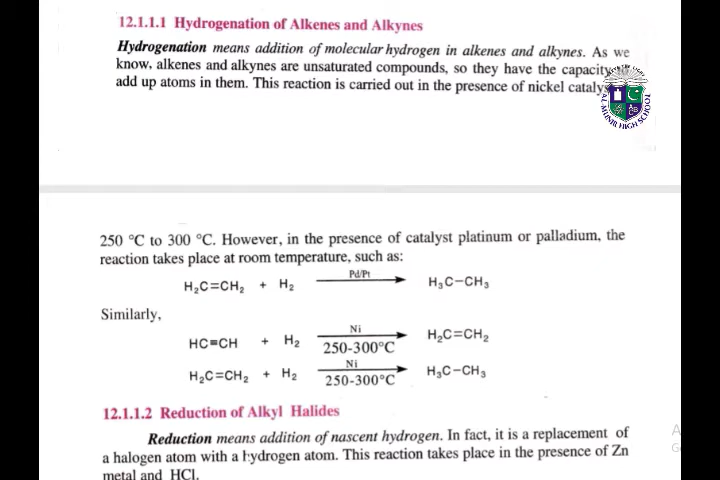 12.1.1.1 Hydrogenation of Alkenes and Alkynes
Hydrogenation means addition of molecular hydrogen in alkenes and alkynes. As we
know, alkenes and alkynes are unsaturated compounds, so they have the capacity
add up atoms in them. This reaction is carried out in the presence of nickel
AL-MUNIR HIGH SCHOOL
250 °C to 300 °C. However, in the presence of catalyst platinum or palladium, the
reaction takes place at room temperature, such as:
H₂C=CH₂ + H₂ Pd/Pt H₃C–CH₃
Similarly,
HC≡CH + H₂ Ni 250-300°C H₂C=CH₂
H₂C=CH₂ + H₂ Ni 250-300°C H₃C–CH₃
12.1.1.2 Reduction of Alkyl Halides
Reduction means addition of nascent hydrogen. In fact, it is a replacement of
a halogen atom with a hydrogen atom. This reaction takes place in the presence of Zn
metal and HCl.